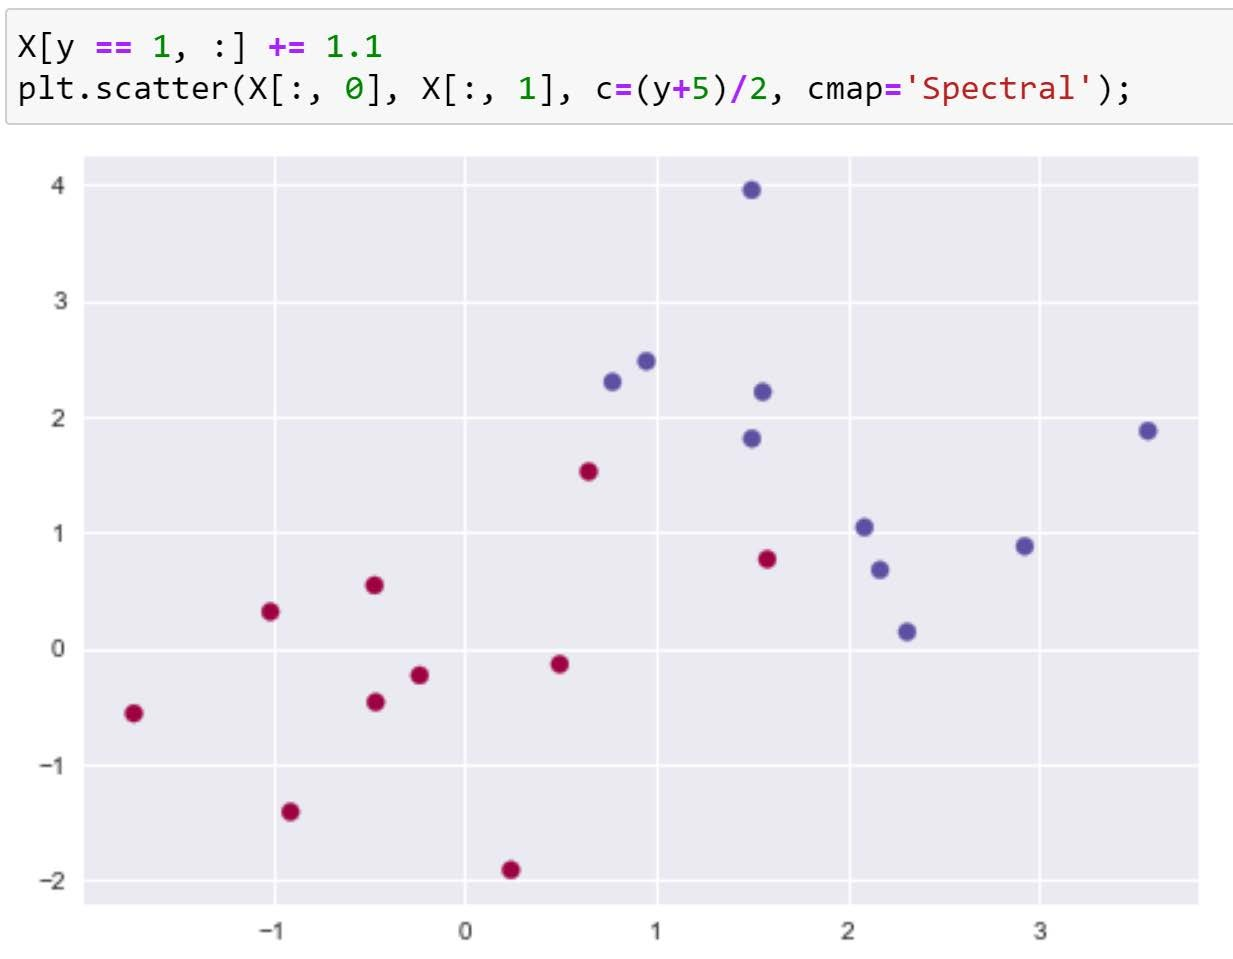 X[y == 1, :] += 1.1
plt.scatter(X[:, 0], X[:, 1], c=(y+5)/2, cmap='Spectral');
4
3
2
1
0
−1
−2
−1 0 1 2 3